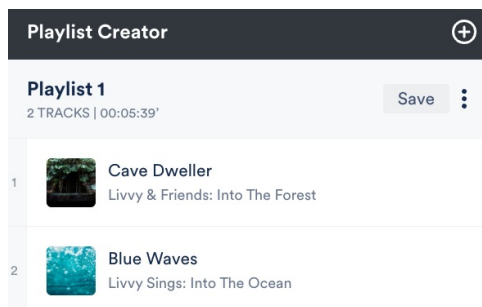 Playlist Creator
Playlist 1
Save
2 TRACKS | 00:05:39’
1
Cave Dweller
Livvy & Friends: Into The Forest
2
Blue Waves
Livvy Sings: Into The Ocean